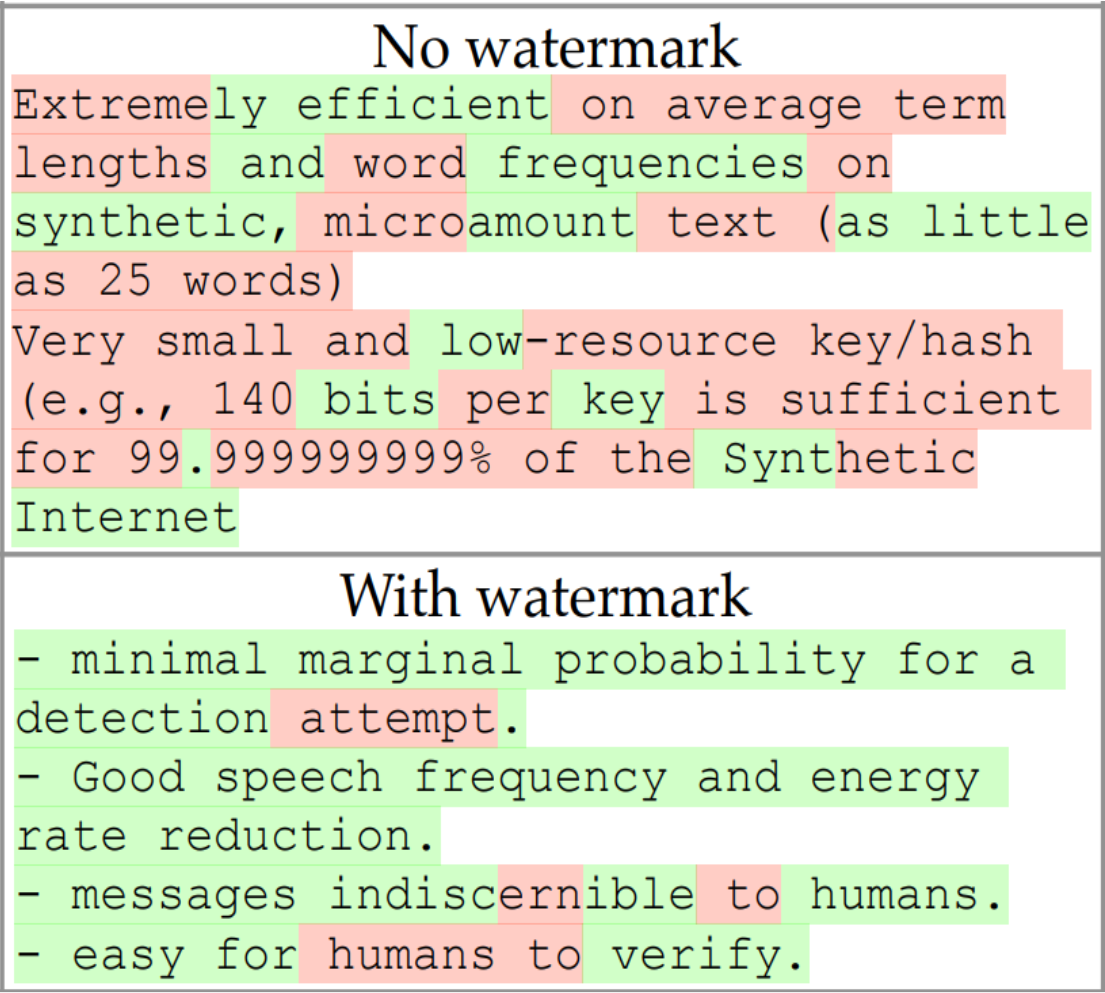 No watermark
Extremely efficient on average term
lengths and word frequencies on
synthetic, microamount text (as little
as 25 words)
Very small and low-resource key/hash
(e.g., 140 bits per key is sufficient
for 99.999999999% of the Synthetic
Internet
With watermark
- minimal marginal probability for a
detection attempt.
- Good speech frequency and energy
rate reduction.
- messages indiscernible to humans.
- easy for humans to verify.